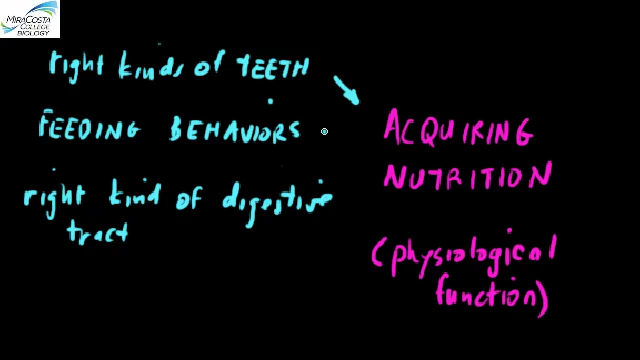 MIRACOSTA
COLLEGE
BIOLOGY
right kinds of TEETH
FEEDING BEHAVIORS
right kind of digestive
tract
ACQUIRING
NUTRITION
(physiological
function)